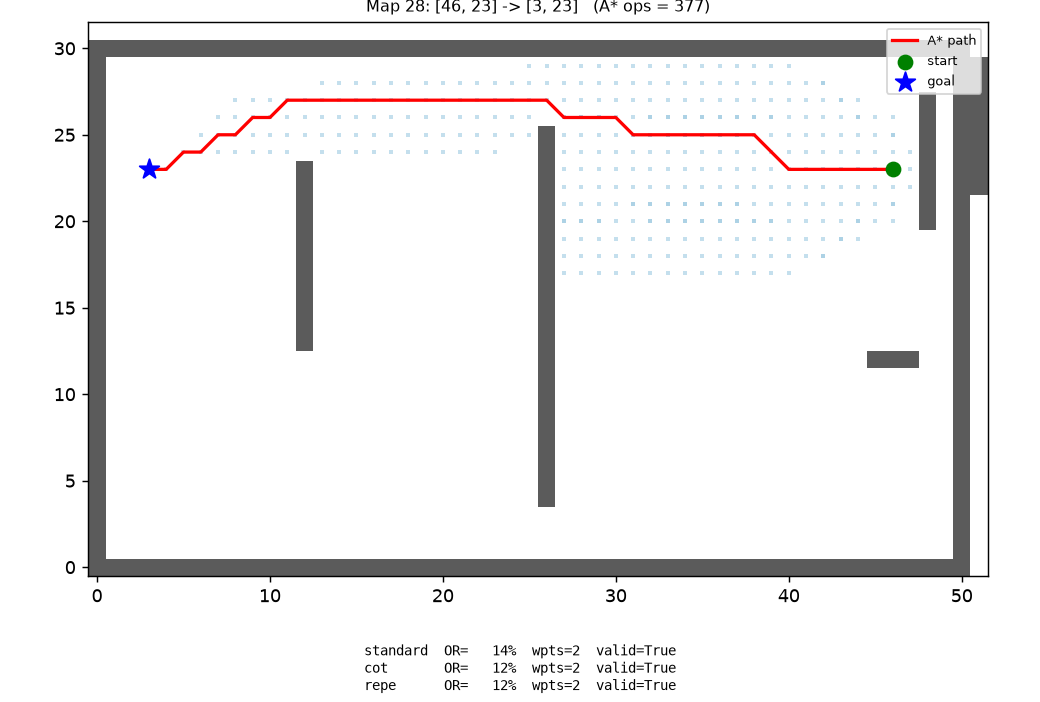 Map 28: [46, 23] -> [3, 23]   (A* ops = 377)
A* path
start
goal
30
25
20
15
10
5
0
0 10 20 30 40 50
standard  OR=   14%  wpts=2  valid=True
cot       OR=   12%  wpts=2  valid=True
repe      OR=   12%  wpts=2  valid=True